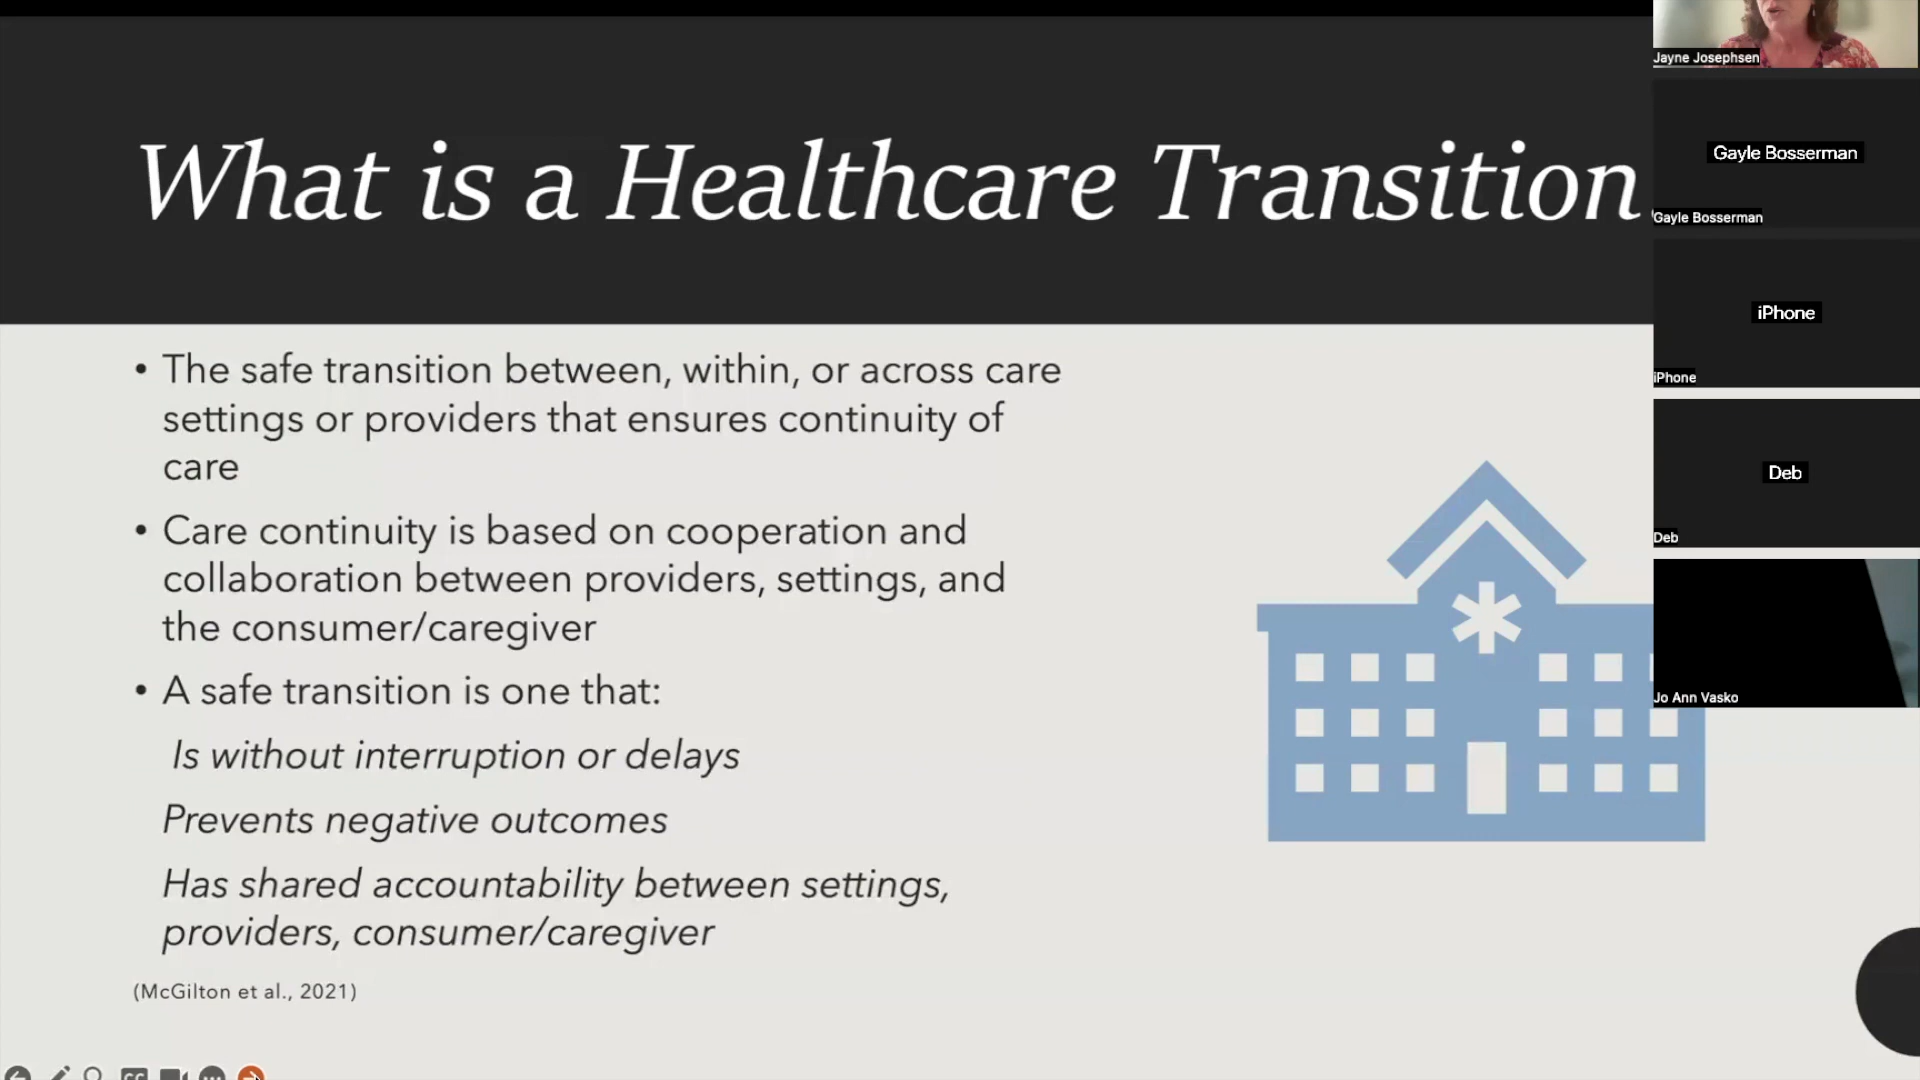 What is a Healthcare Transition
• The safe transition between, within, or across care
settings or providers that ensures continuity of
care
• Care continuity is based on cooperation and
collaboration between providers, settings, and
the consumer/caregiver
• A safe transition is one that:
Is without interruption or delays
Prevents negative outcomes
Has shared accountability between settings,
providers, consumer/caregiver
(McGilton et al., 2021)
Jayne Josephsen
Gayle Bosserman
Gayle Bosserman
iPhone
iPhone
Deb
Deb
Jo Ann Vasko
CC